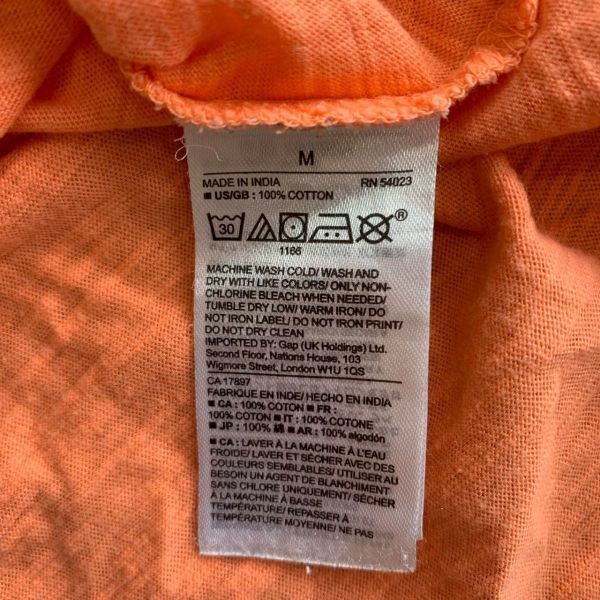 M
MADE IN INDIA RN 54023
■ US/GB : 100% COTTON
30 ®
1166
MACHINE WASH COLD/ WASH AND
DRY WITH LIKE COLORS/ ONLY NON-
CHLORINE BLEACH WHEN NEEDED/
TUMBLE DRY LOW/ WARM IRON/ DO
NOT IRON LABEL/ DO NOT IRON PRINT/
DO NOT DRY CLEAN
IMPORTED BY: Gap (UK Holdings) Ltd.
Second Floor, Nations House, 103
Wigmore Street, London W1U 1QS
CA 17897
FABRIQUE EN INDE/ HECHO EN INDIA
■ CA : 100% COTON ■ FR :
100% COTON ■ IT : 100% COTONE
■ JP : 100% 綿 ■ AR : 100% algodón
■ CA : LAVER À LA MACHINE À L'EAU
FROIDE/ LAVER ET SÉCHER AVEC DES
COULEURS SEMBLABLES/ UTILISER AU
BESOIN UN AGENT DE BLANCHIMENT
SANS CHLORE UNIQUEMENT/ SÉCHER
À LA MACHINE À BASSE
TEMPÉRATURE/ REPASSER À
TEMPÉRATURE MOYENNE/ NE PAS